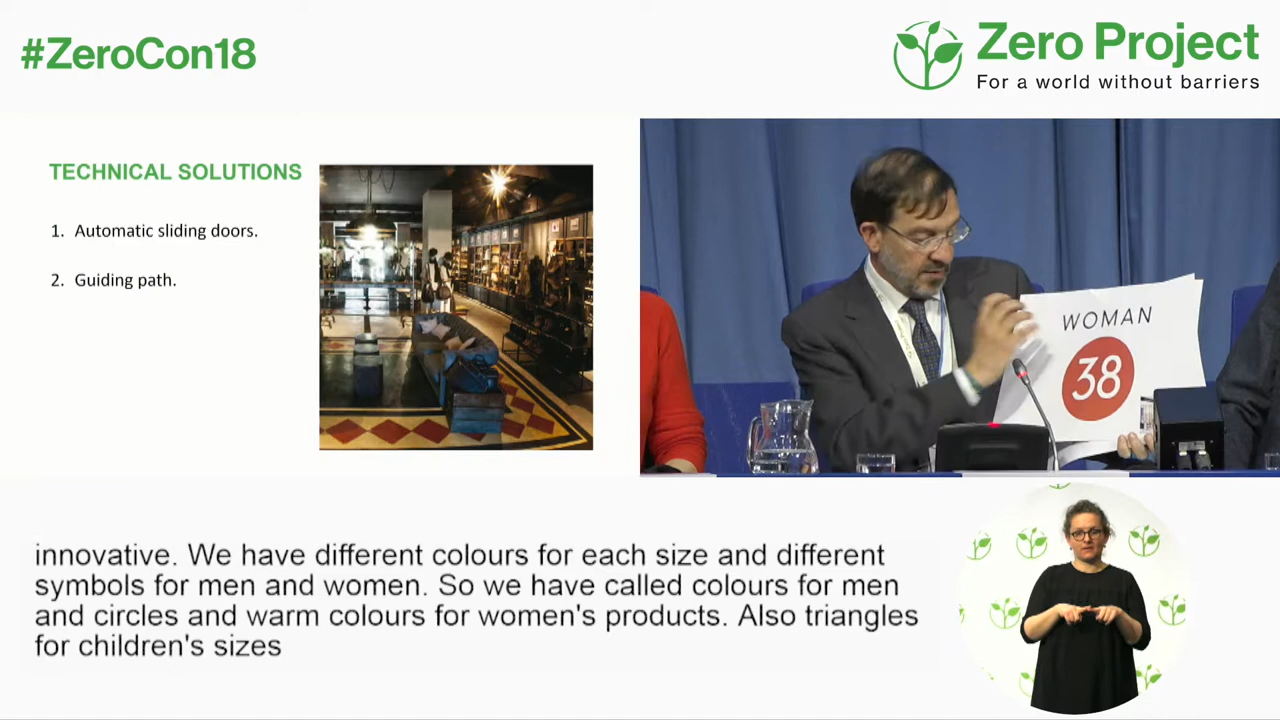 #ZeroCon18
Zero Project
For a world without barriers
TECHNICAL SOLUTIONS
1. Automatic sliding doors.
2. Guiding path.
WOMAN
38
innovative. We have different colours for each size and different
symbols for men and women. So we have called colours for men
and circles and warm colours for women's products. Also triangles
for children's sizes